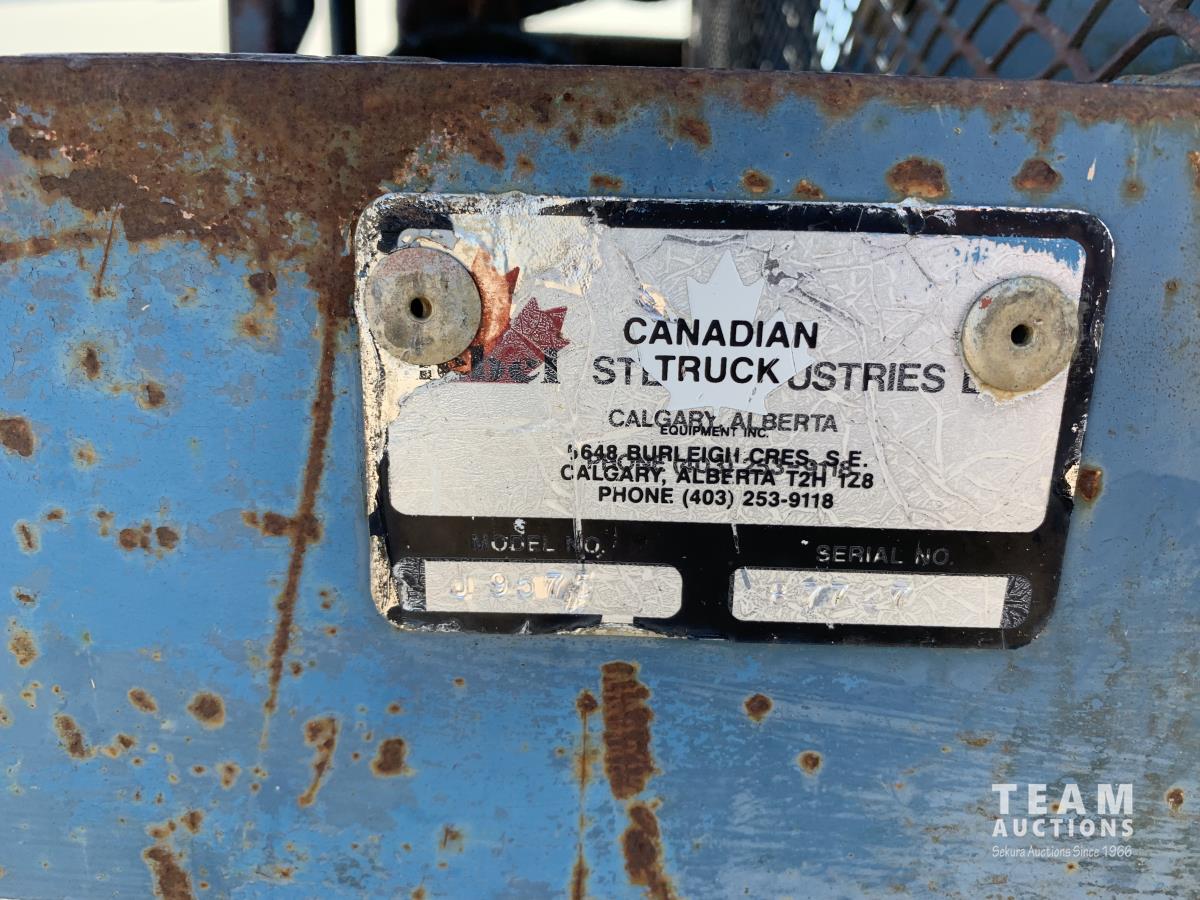 CANADIAN
TRUCK
STE USTRIES
CALGARY, ALBERTA
EQUIPMENT INC.
5648 BURLEIGH CRES. S.E.
CALGARY, ALBERTA T2H 1Z8
PHONE (403) 253-9118
MODEL NO. SERIAL NO.
TEAM
AUCTIONS
Sekura Auctions Since 1966